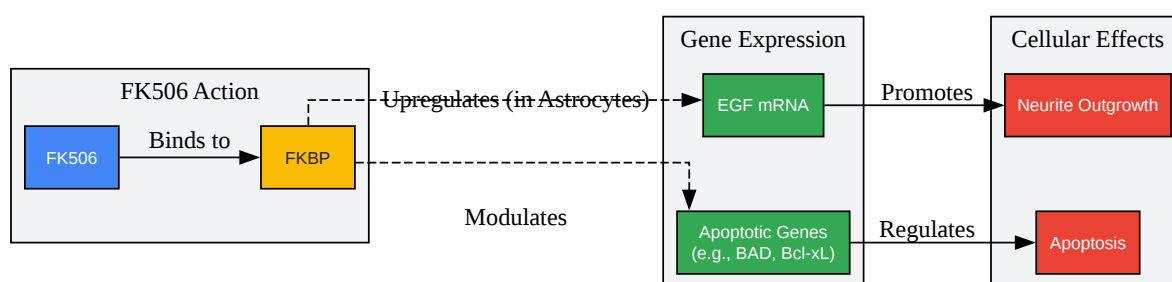 FK506 Action
FK506
Binds to
FKBP
Upregulates (in Astrocytes)
Modulates
Gene Expression
EGF mRNA
Apoptotic Genes
(e.g., BAD, Bcl-xL)
Promotes
Regulates
Cellular Effects
Neurite Outgrowth
Apoptosis